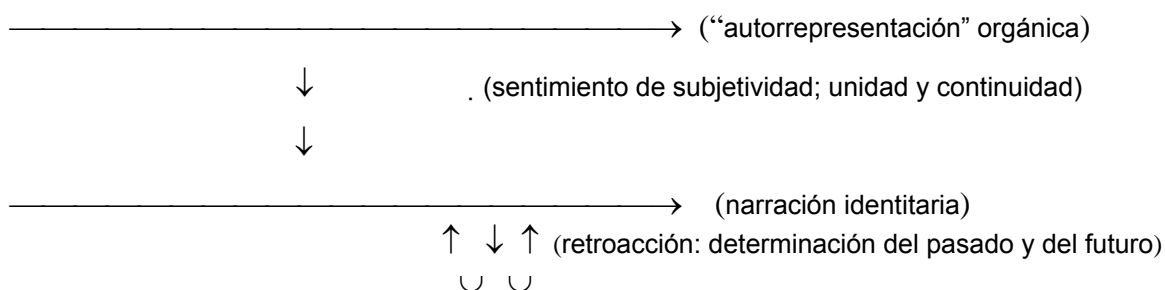 (“autorrepresentación” orgánica)
. (sentimiento de subjetividad; unidad y continuidad)
(narración identitaria)
(retroacción: determinación del pasado y del futuro)